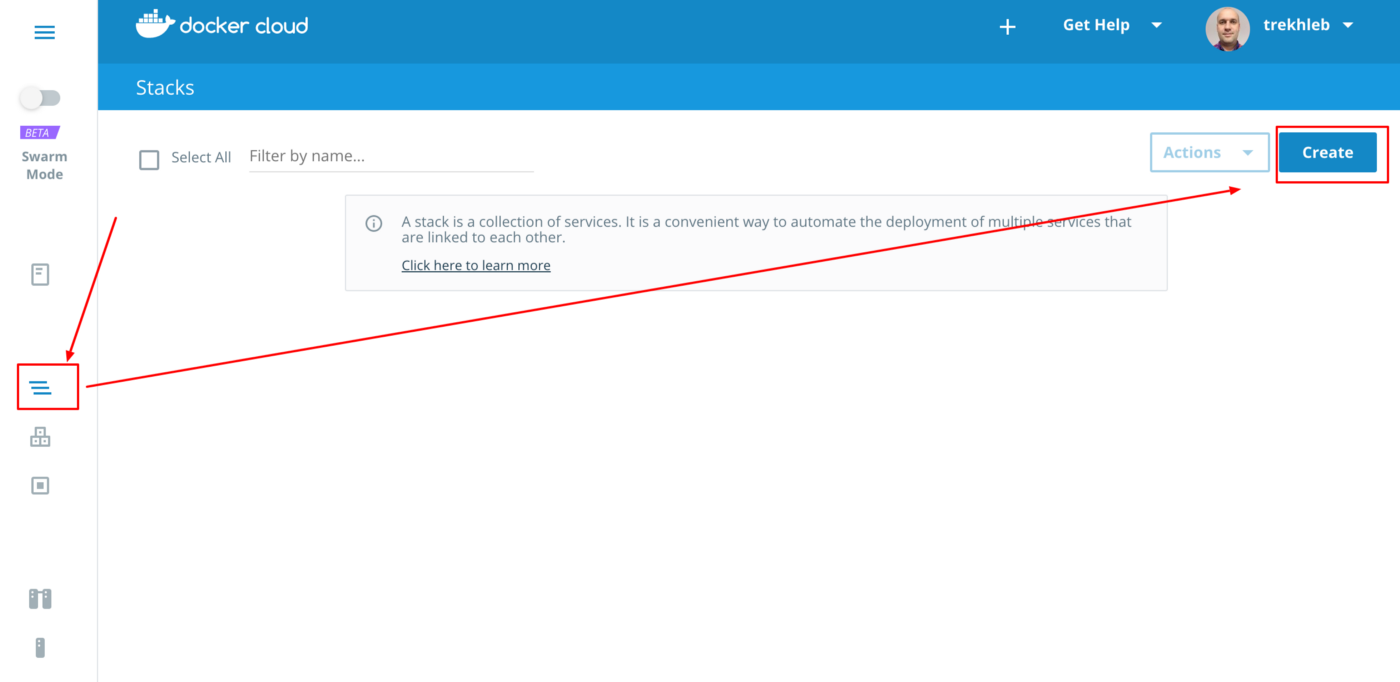 docker cloud
Get Help
trekhleb
Stacks
BETA
Swarm
Mode
Select All
Filter by name...
Actions
Create
A stack is a collection of services. It is a convenient way to automate the deployment of multiple services that
are linked to each other.
Click here to learn more